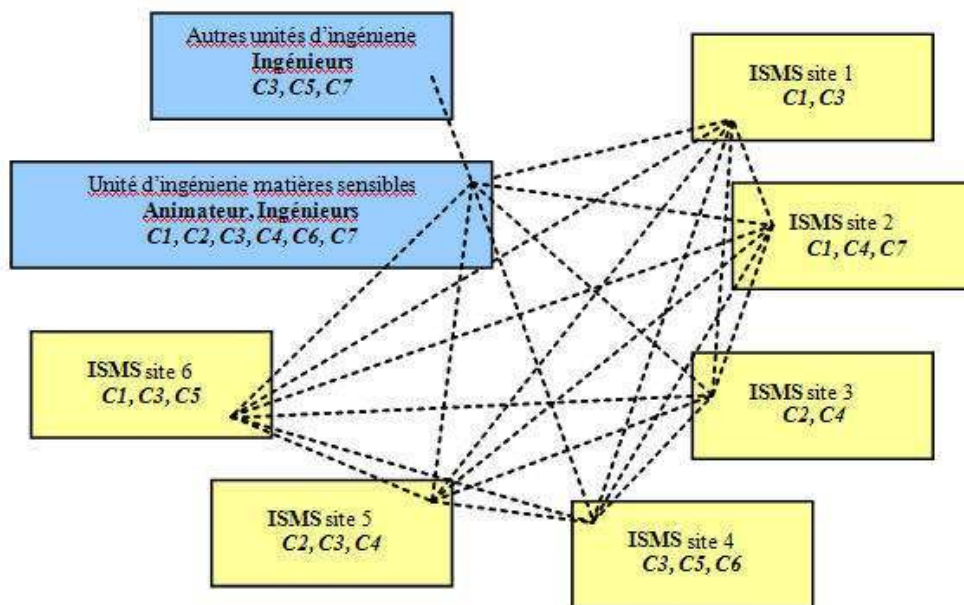 Autres unités d'ingénierie
Ingénieurs
C3, C5, C7
Unité d'ingénierie matières sensibles
Animateur, Ingénieurs
C1, C2, C3, C4, C6, C7
ISMS site 1
C1, C3
ISMS site 2
C1, C4, C7
ISMS site 3
C2, C4
ISMS site 4
C3, C5, C6
ISMS site 5
C2, C3, C4
ISMS site 6
C1, C3, C5